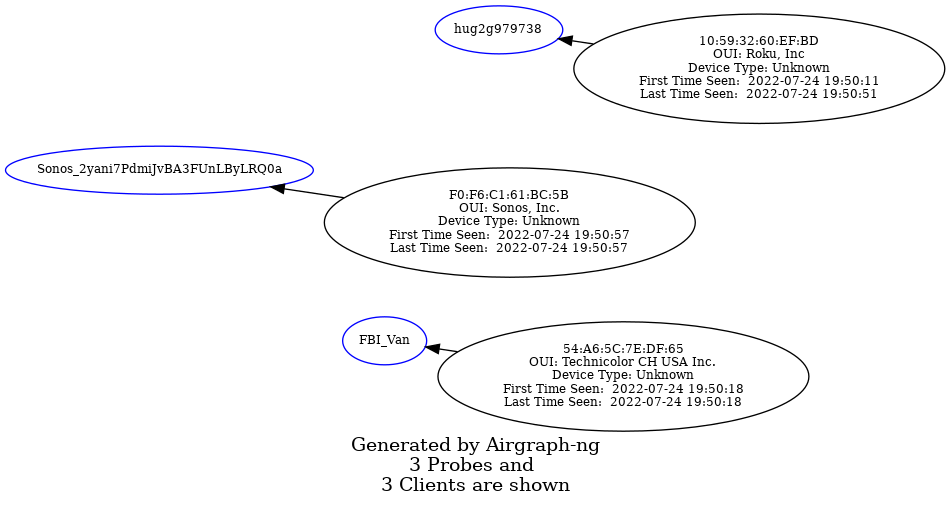 hug2g979738
10:59:32:60:EF:BD
OUI: Roku, Inc
Device Type: Unknown
First Time Seen: 2022-07-24 19:50:11
Last Time Seen: 2022-07-24 19:50:51
Sonos_2yani7PdmiJvBA3FUnLByLRQ0a
F0:F6:C1:61:BC:5B
OUI: Sonos, Inc.
Device Type: Unknown
First Time Seen: 2022-07-24 19:50:57
Last Time Seen: 2022-07-24 19:50:57
FBI_Van
54:A6:5C:7E:DF:65
OUI: Technicolor CH USA Inc.
Device Type: Unknown
First Time Seen: 2022-07-24 19:50:18
Last Time Seen: 2022-07-24 19:50:18
Generated by Airgraph-ng
3 Probes and
3 Clients are shown